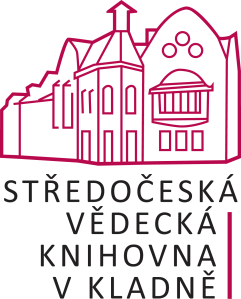 STŘEDOČESKÁ
VĚDECKÁ
KNIHOVNA
V KLADNĚ